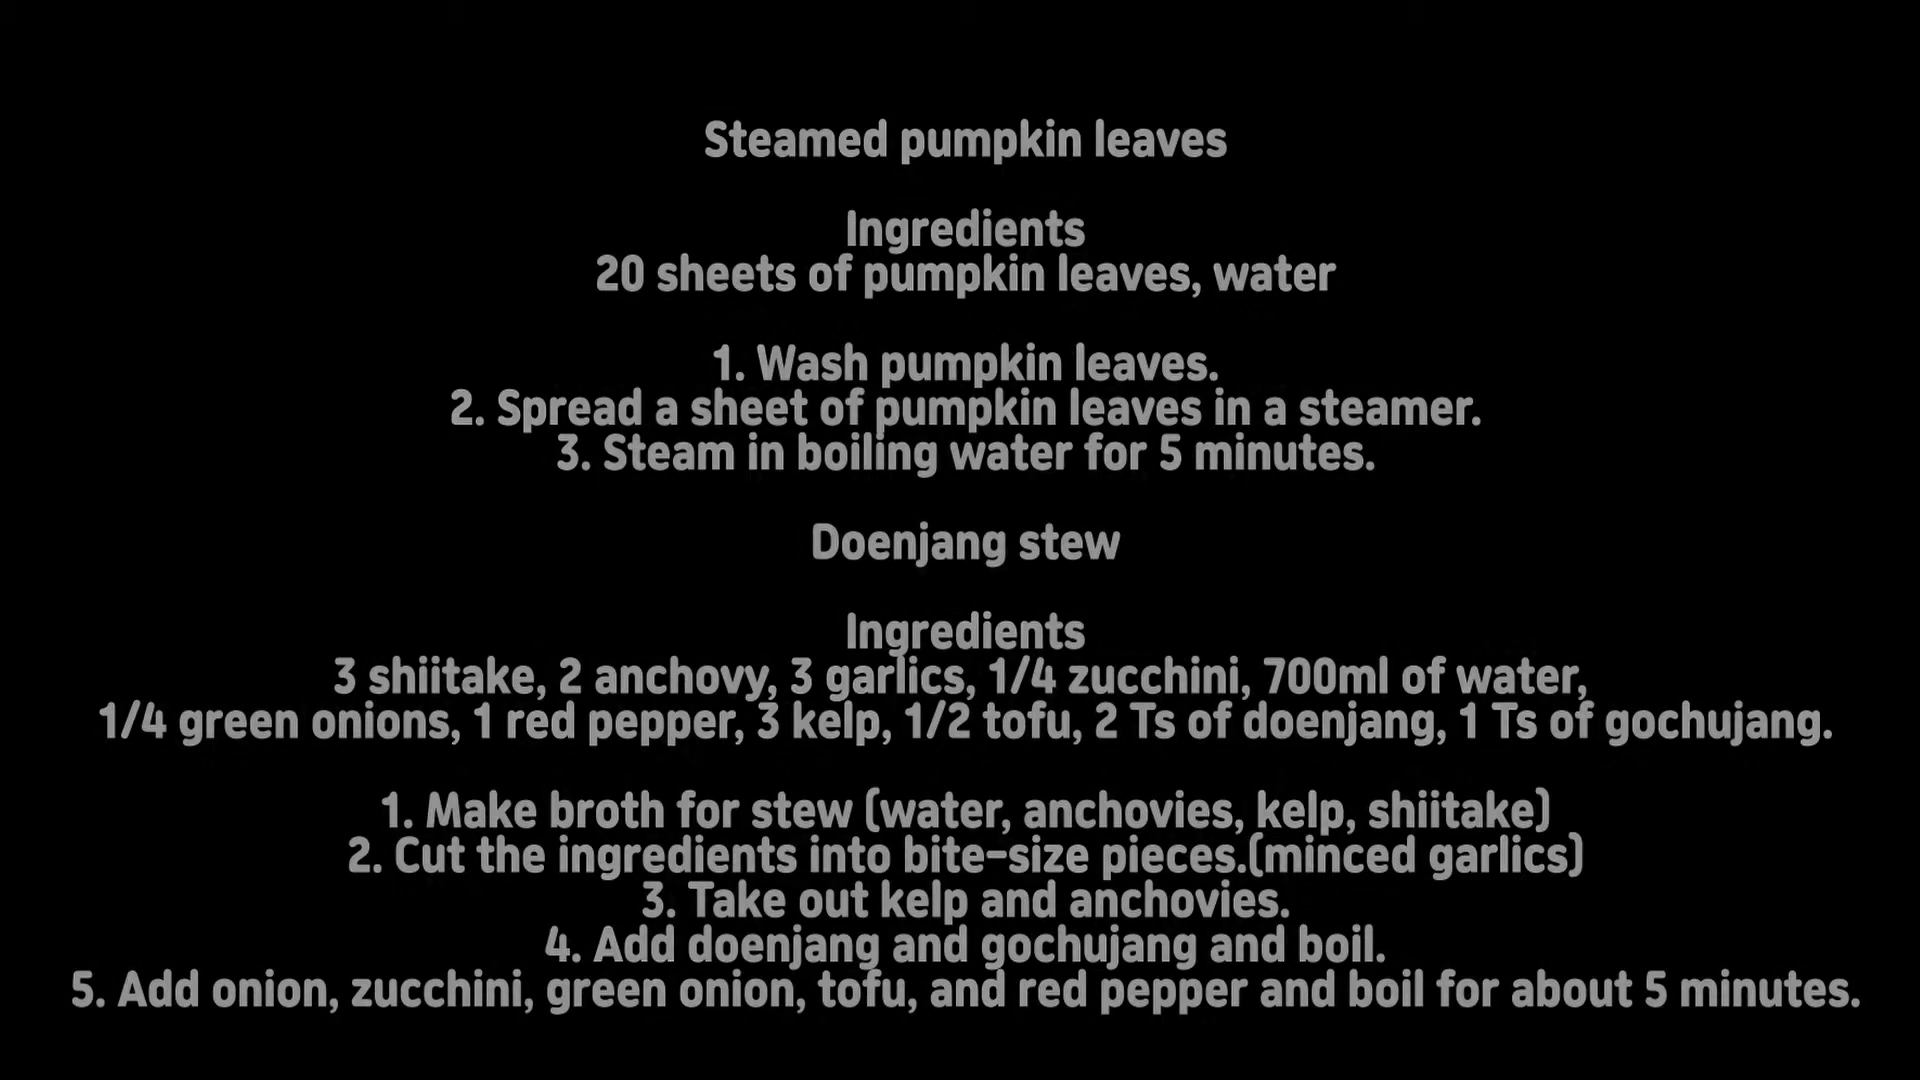 Steamed pumpkin leaves
Ingredients
20 sheets of pumpkin leaves, water
1. Wash pumpkin leaves.
2. Spread a sheet of pumpkin leaves in a steamer.
3. Steam in boiling water for 5 minutes.
Doenjang stew
Ingredients
3 shiitake, 2 anchovy, 3 garlics, 1/4 zucchini, 700ml of water,
1/4 green onions, 1 red pepper, 3 kelp, 1/2 tofu, 2 Ts of doenjang, 1 Ts of gochujang.
1. Make broth for stew (water, anchovies, kelp, shiitake)
2. Cut the ingredients into bite-size pieces.(minced garlics)
3. Take out kelp and anchovies.
4. Add doenjang and gochujang and boil.
5. Add onion, zucchini, green onion, tofu, and red pepper and boil for about 5 minutes.